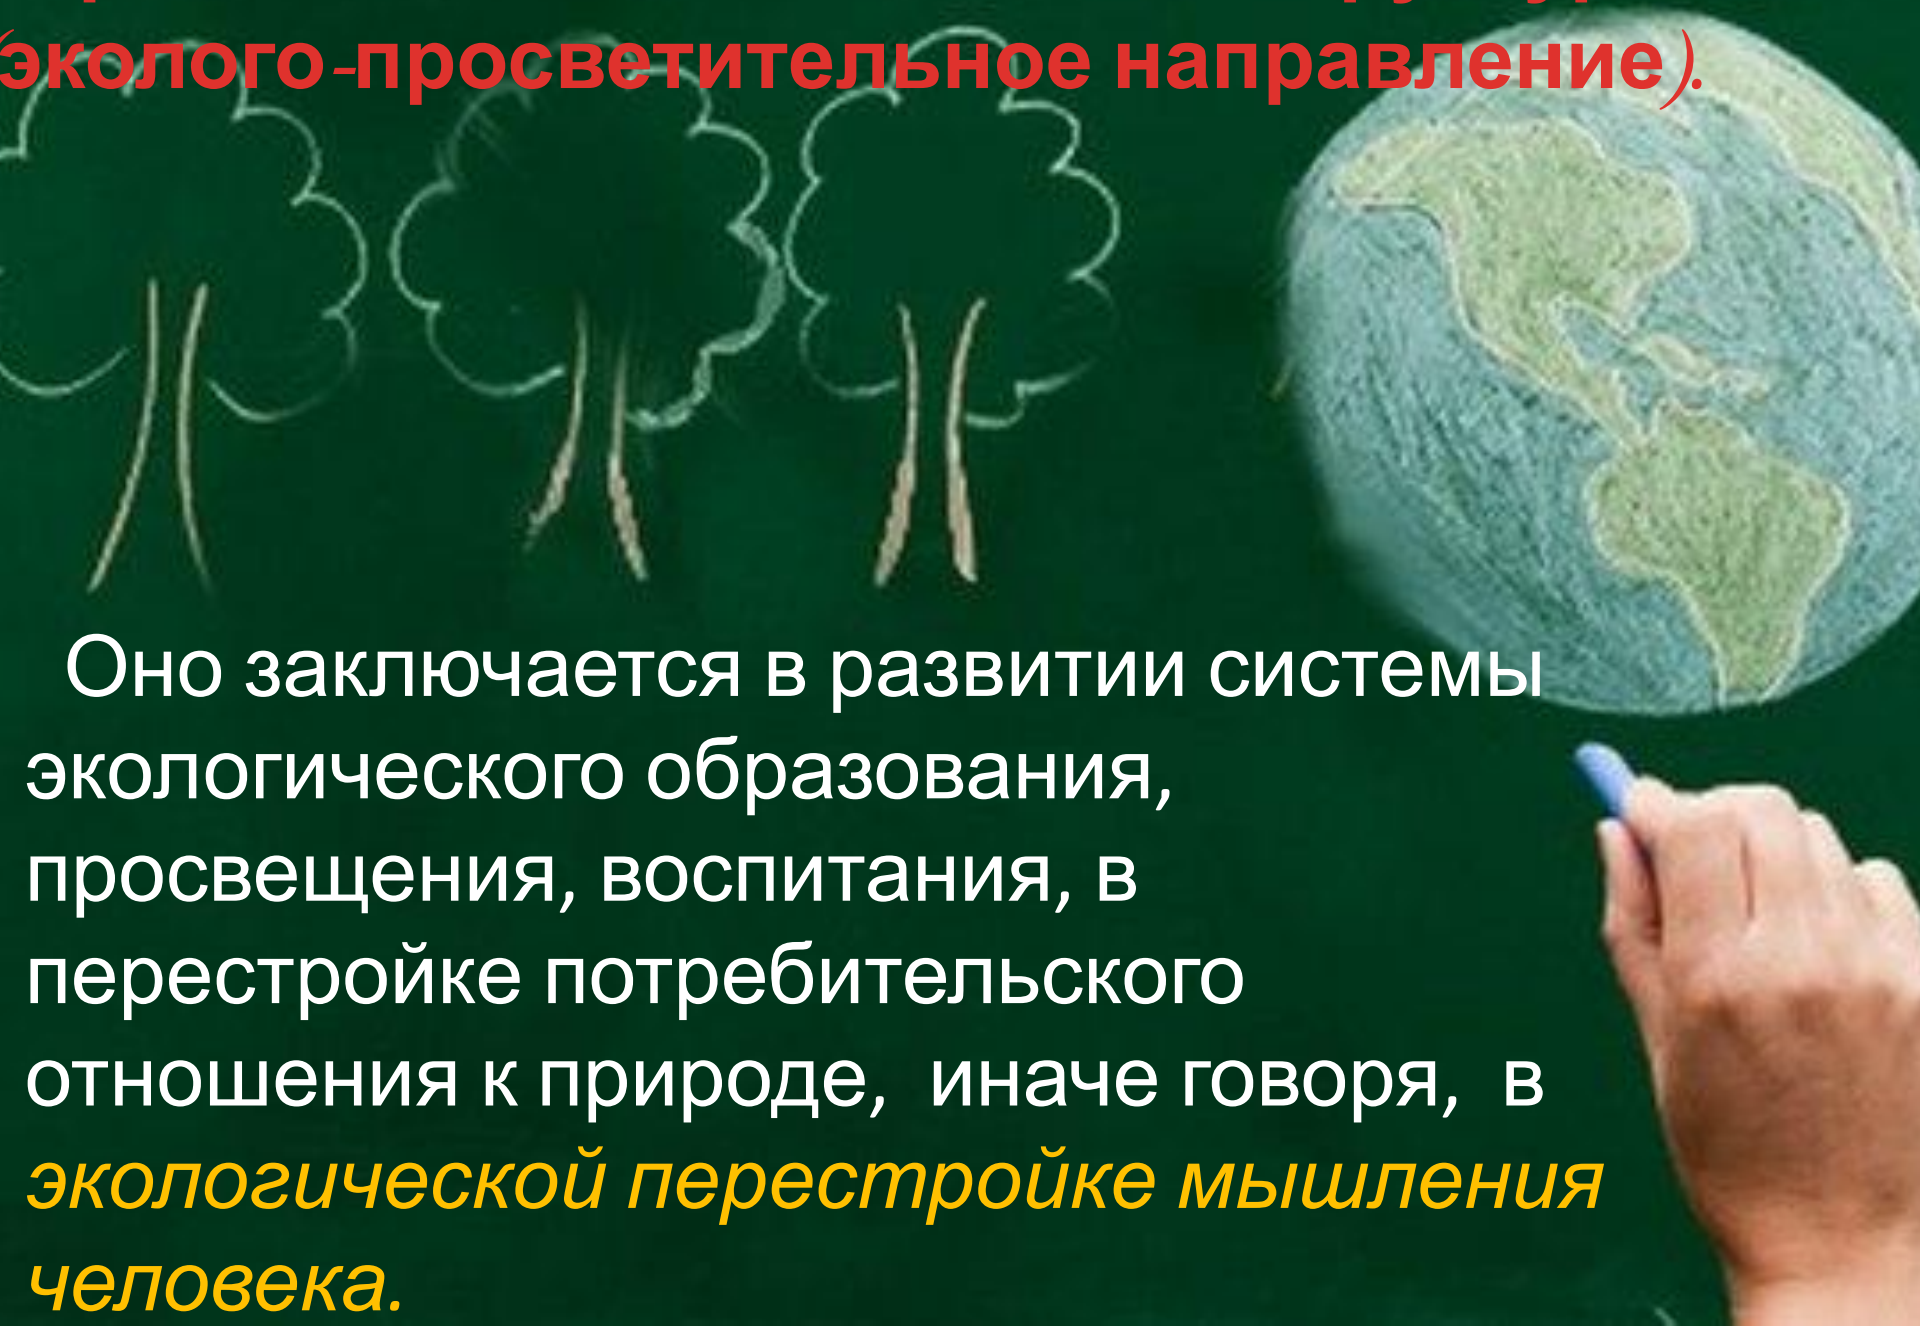 (эколого-просветительное направление).
Оно заключается в развитии системы
экологического образования,
просвещения, воспитания, в
перестройке потребительского
отношения к природе, иначе говоря, в
экологической перестройке мышления
человека.